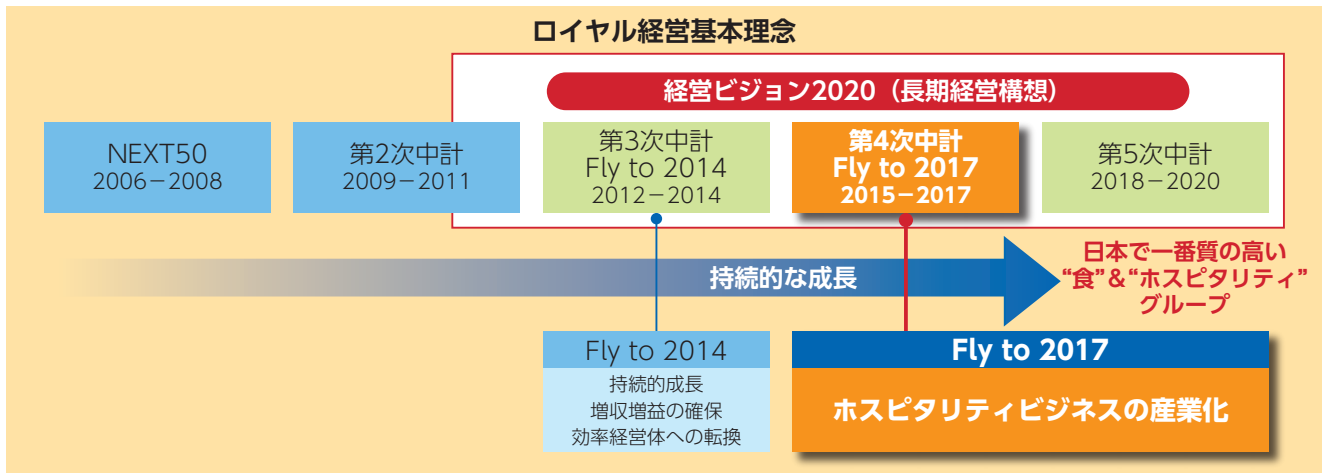 ロイヤル経営基本理念
経営ビジョン2020（長期経営構想）
NEXT50
2006－2008
第2次中計
2009－2011
第3次中計
Fly to 2014
2012－2014
第4次中計
Fly to 2017
2015－2017
第5次中計
2018－2020
持続的な成長
日本で一番質の高い
“食”＆“ホスピタリティ”
グループ
Fly to 2014
持続的成長
増収増益の確保
効率経営体への転換
Fly to 2017
ホスピタリティビジネスの産業化